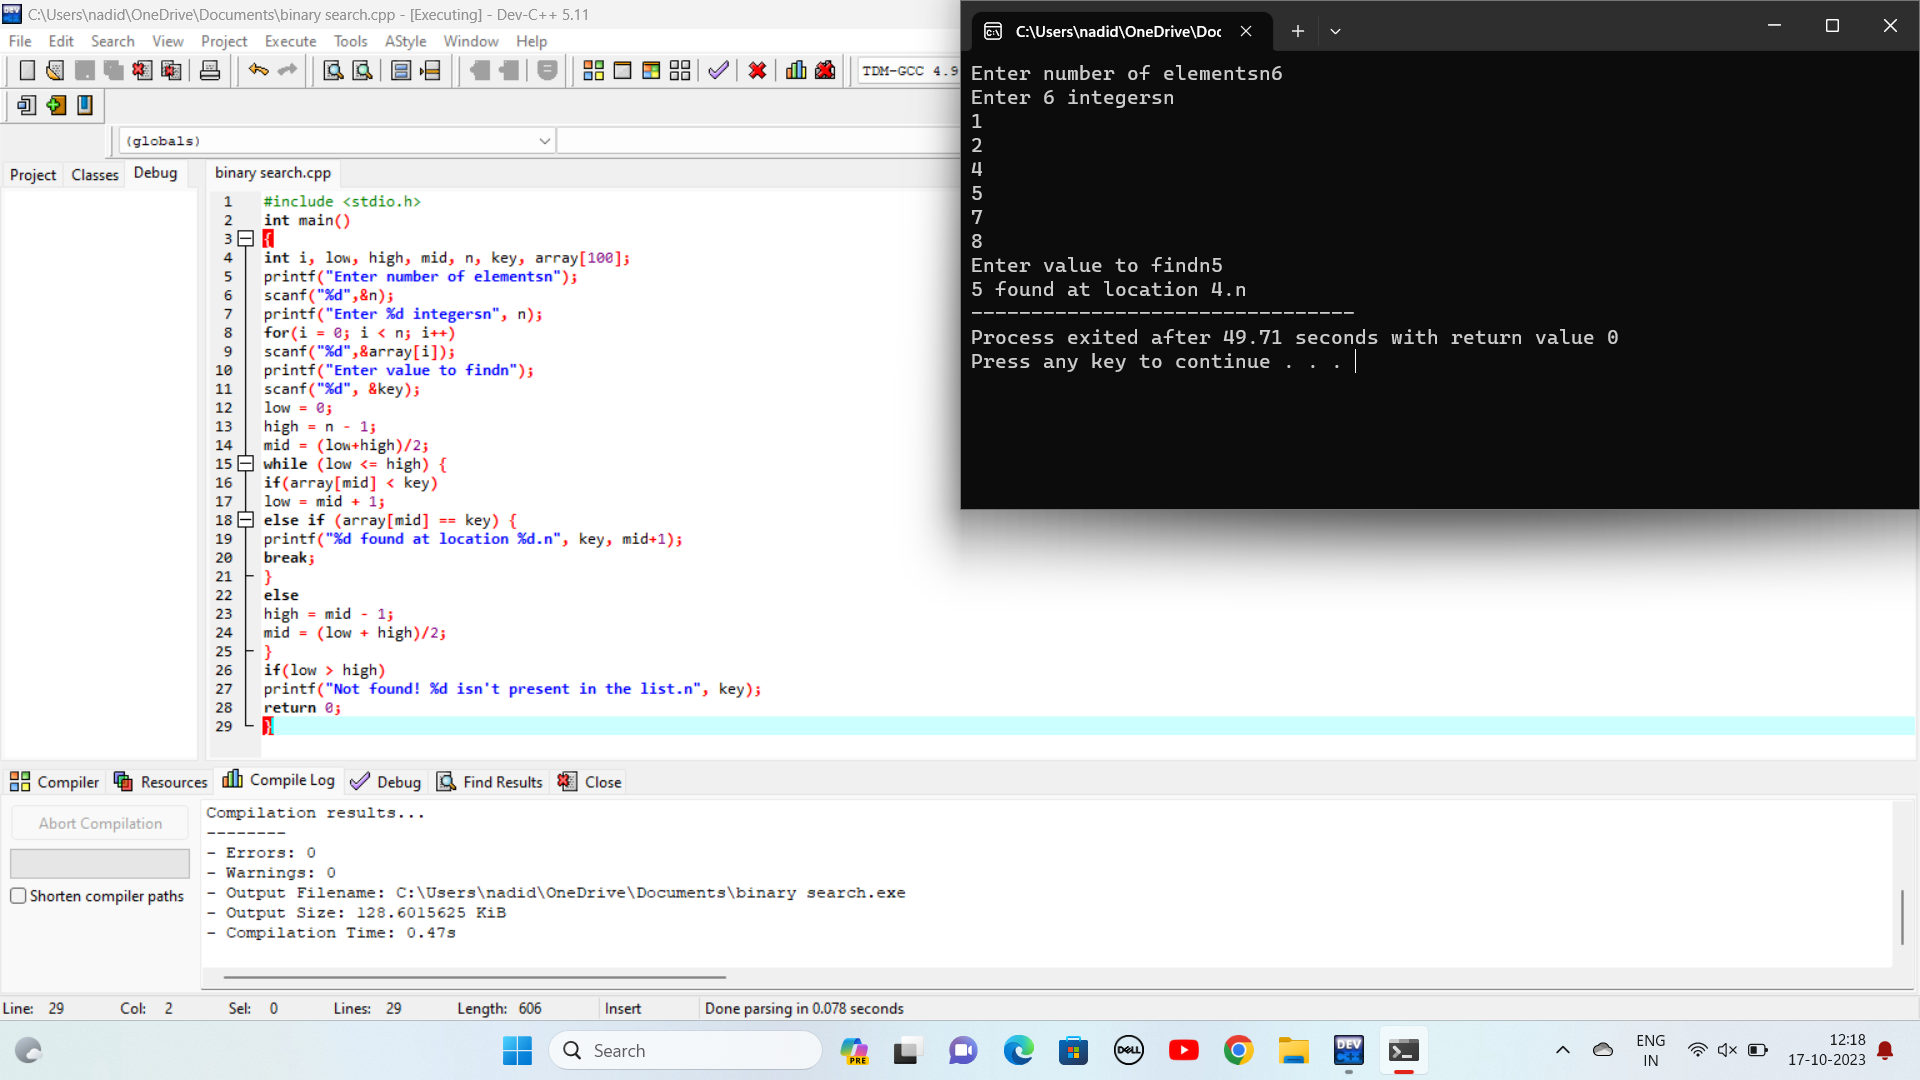 C:\Users\nadid\OneDrive\Documents\binary search.cpp - [Executing] - Dev-C++ 5.11
File Edit Search View Project Execute Tools AStyle Window Help
TDM-GCC 4.9
(globals)
Project Classes Debug
binary search.cpp
1 #include <stdio.h>
2 int main()
3 {
4 int i, low, high, mid, n, key, array[100];
5 printf("Enter number of elementsn");
6 scanf("%d",&n);
7 printf("Enter %d integersn", n);
8 for(i = 0; i < n; i++)
9 scanf("%d",&array[i]);
10 printf("Enter value to findn");
11 scanf("%d", &key);
12 low = 0;
13 high = n - 1;
14 mid = (low+high)/2;
15 while (low <= high) {
16 if(array[mid] < key)
17 low = mid + 1;
18 else if (array[mid] == key) {
19 printf("%d found at location %d.n", key, mid+1);
20 break;
21 }
22 else
23 high = mid - 1;
24 mid = (low + high)/2;
25 }
26 if(low > high)
27 printf("Not found! %d isn't present in the list.n", key);
28 return 0;
29 }
C:\Users\nadid\OneDrive\Doc
Enter number of elementsn6
Enter 6 integersn
1
2
4
5
7
8
Enter value to findn5
5 found at location 4.n
--------------------------------
Process exited after 49.71 seconds with return value 0
Press any key to continue . . .
Compiler Resources Compile Log Debug Find Results Close
Abort Compilation
Shorten compiler paths
Compilation results...
--------
- Errors: 0
- Warnings: 0
- Output Filename: C:\Users\nadid\OneDrive\Documents\binary search.exe
- Output Size: 128.6015625 KiB
- Compilation Time: 0.47s
Line: 29 Col: 2 Sel: 0 Lines: 29 Length: 606 Insert Done parsing in 0.078 seconds
Search
PRE
DELL
DEV C++
ENG
IN
12:18
17-10-2023